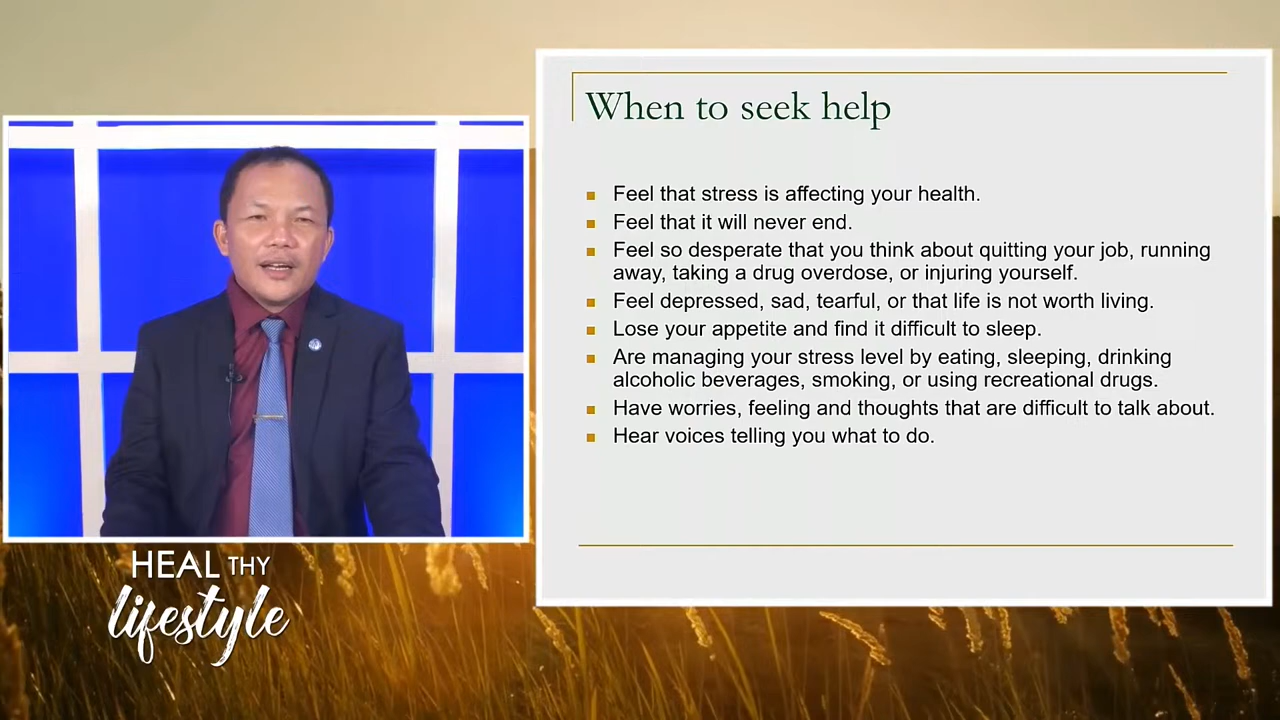 When to seek help
Feel that stress is affecting your health.
Feel that it will never end.
Feel so desperate that you think about quitting your job, running
away, taking a drug overdose, or injuring yourself.
Feel depressed, sad, tearful, or that life is not worth living.
Lose your appetite and find it difficult to sleep.
Are managing your stress level by eating, sleeping, drinking
alcoholic beverages, smoking, or using recreational drugs.
Have worries, feeling and thoughts that are difficult to talk about.
Hear voices telling you what to do.
HEAL THY
lifestyle